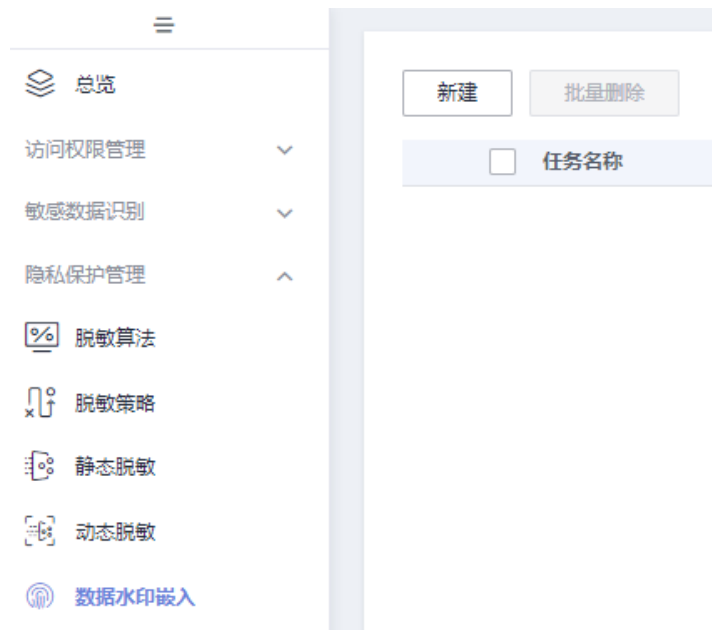 总览
访问权限管理
敏感数据识别
隐私保护管理
脱敏算法
脱敏策略
静态脱敏
动态脱敏
数据水印嵌入
新建 批量删除
任务名称